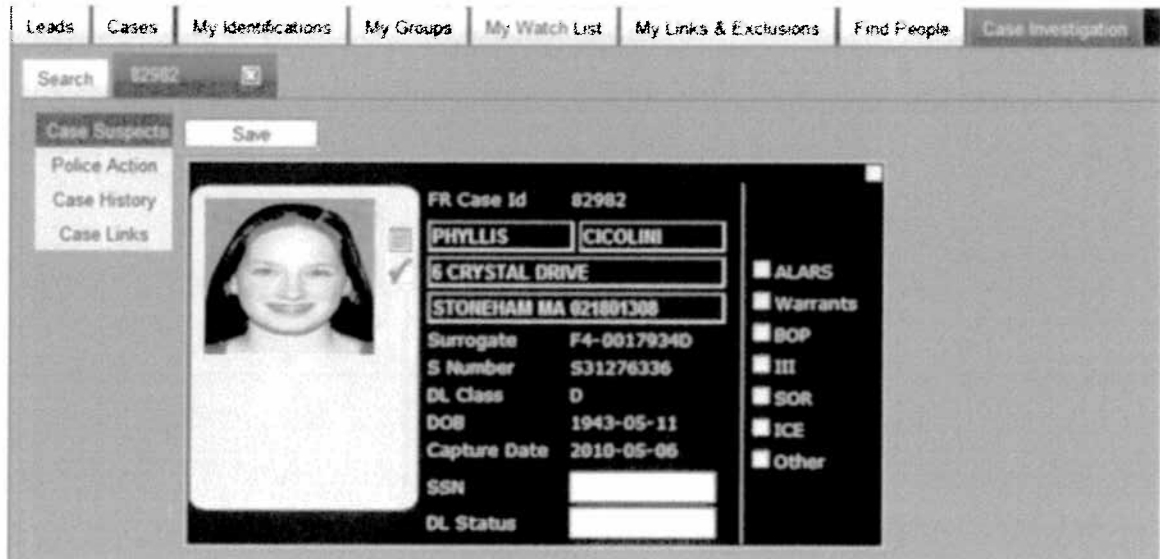 Leads Cases My Identifications My Groups My Watch List My Links & Exclusions Find People Case Investigation
Search 82982
Case Suspects Save
Police Action
Case History
Case Links
FR Case Id 82982
PHYLLIS CICOLINI
6 CRYSTAL DRIVE
STONEHAM MA 021801308
Surrogate F4-0017934D
S Number S31276336
DL Class D
DOB 1943-05-11
Capture Date 2010-05-06
SSN
DL Status
ALARS
Warrants
BOP
III
SOR
ICE
Other